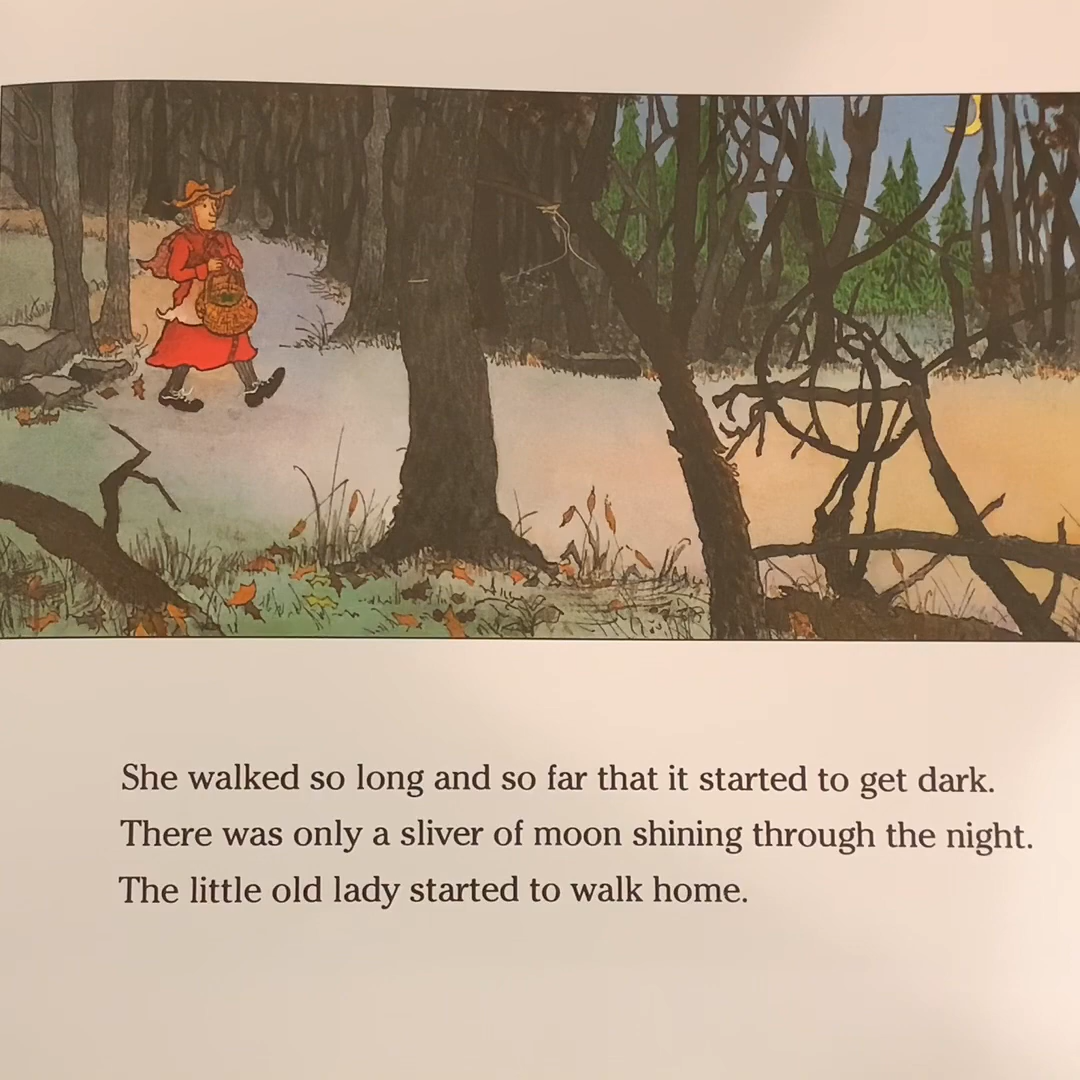 She walked so long and so far that it started to get dark.
There was only a sliver of moon shining through the night.
The little old lady started to walk home.